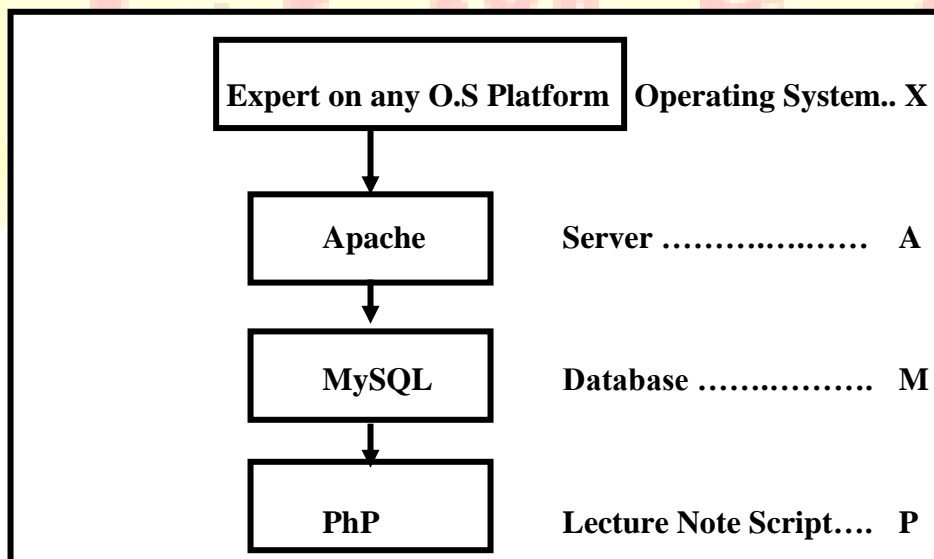 Expert on any O.S Platform Operating System.. X
Apache Server ……….….…… A
MySQL Database ……..………. M
PhP Lecture Note Script…. P